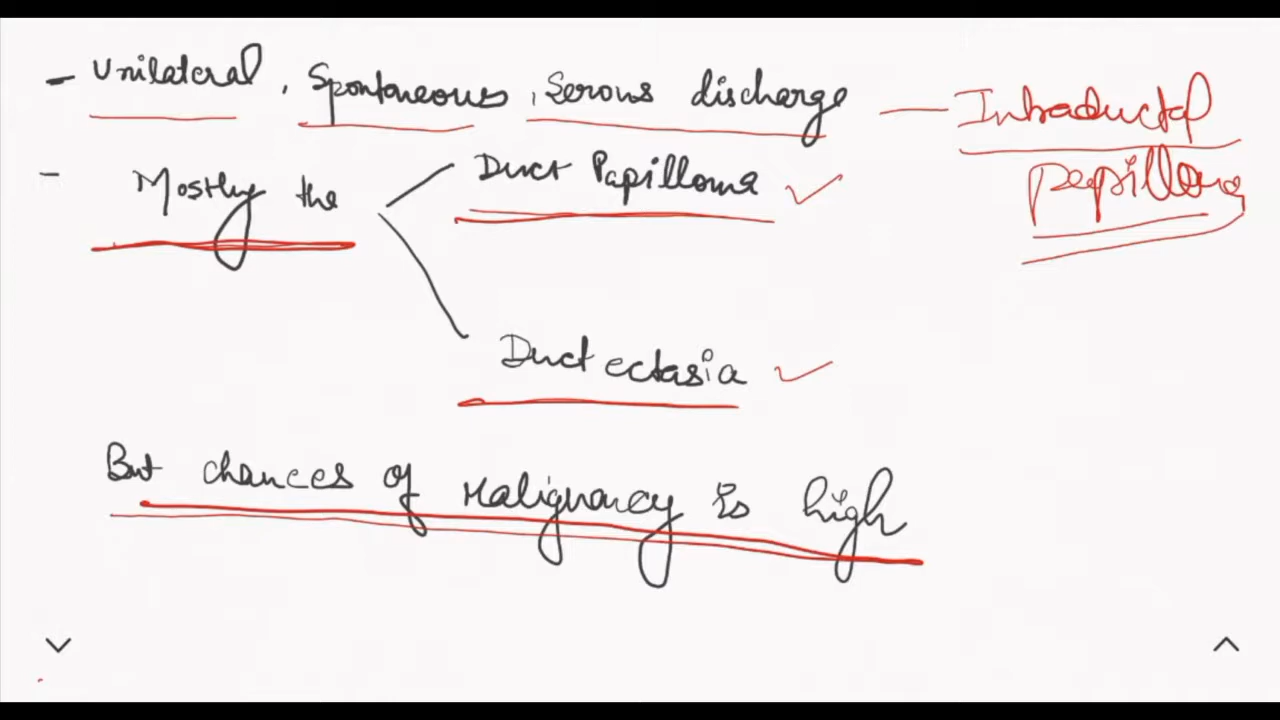 - Unilateral, Spontaneous, Serous discharge — Intraductal papilloma
- Mostly the
Duct Papilloma ✓
Duct ectasia ✓
But chances of Malignancy is high